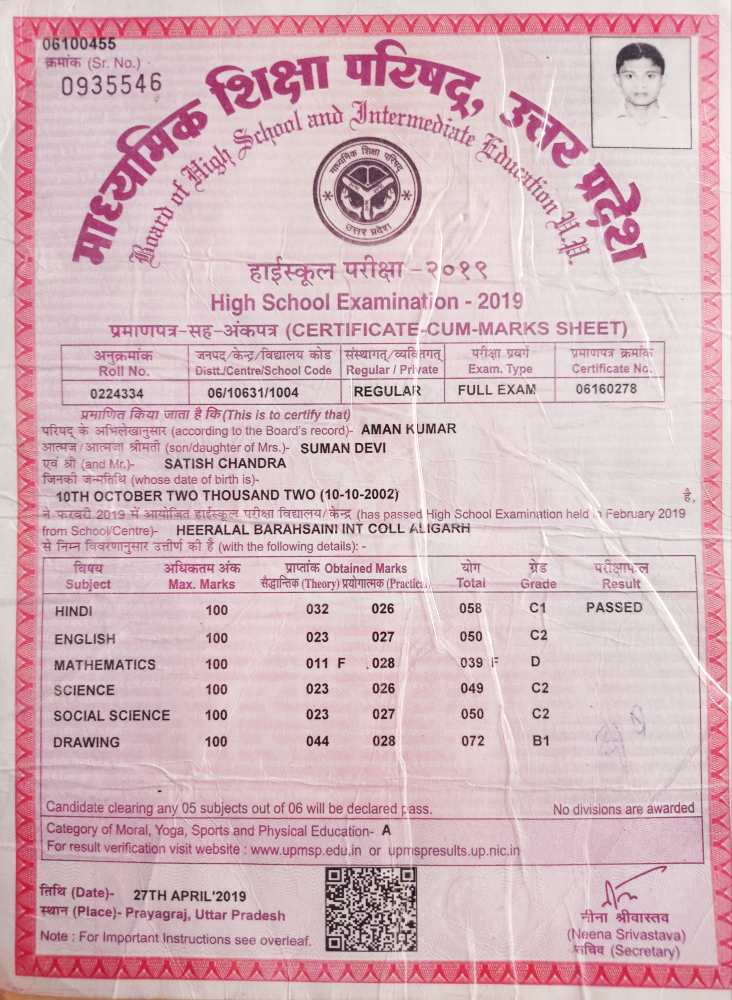 06100455
क्रमांक (Sr. No.)
0935546
माध्यमिक शिक्षा परिषद्, उत्तर प्रदेश
Board of High School and Intermediate Education U.P.
माध्यमिक शिक्षा परिषद
उत्तर प्रदेश
हाईस्कूल परीक्षा -२०१९
High School Examination - 2019
प्रमाणपत्र-सह-अंकपत्र (CERTIFICATE-CUM-MARKS SHEET)
अनुक्रमांक जनपद/केन्द्र/विद्यालय कोड संस्थागत/व्यक्तिगत परीक्षा प्रवर्ग प्रमाणपत्र क्रमांक
Roll No. Distt./Centre/School Code Regular / Private Exam. Type Certificate No.
0224334 06/10631/1004 REGULAR FULL EXAM 06160278
प्रमाणित किया जाता है कि (This is to certify that)
परिषद् के अभिलेखानुसार (according to the Board's record)- AMAN KUMAR
आत्मज/आत्मजा श्रीमती (son/daughter of Mrs.)- SUMAN DEVI
एवं श्री (and Mr.)- SATISH CHANDRA
जिनकी जन्मतिथि (whose date of birth is)-
10TH OCTOBER TWO THOUSAND TWO (10-10-2002) है,
ने फरवरी 2019 में आयोजित हाईस्कूल परीक्षा विद्यालय/केन्द्र (has passed High School Examination held in February 2019
from School/Centre)- HEERALAL BARAHSAINI INT COLL ALIGARH
से निम्न विवरणानुसार उत्तीर्ण की है (with the following details): -
विषय अधिकतम अंक प्राप्तांक Obtained Marks योग ग्रेड परीक्षाफल
Subject Max. Marks सैद्धान्तिक (Theory) प्रयोगात्मक (Practical) Total Grade Result
HINDI 100 032 026 058 C1 PASSED
ENGLISH 100 023 027 050 C2
MATHEMATICS 100 011 F 028 039 F D
SCIENCE 100 023 026 049 C2
SOCIAL SCIENCE 100 023 027 050 C2
DRAWING 100 044 028 072 B1
Candidate clearing any 05 subjects out of 06 will be declared pass. No divisions are awarded
Category of Moral, Yoga, Sports and Physical Education- A
For result verification visit website : www.upmsp.edu.in or upmspresults.up.nic.in
तिथि (Date)- 27TH APRIL'2019
स्थान (Place)- Prayagraj, Uttar Pradesh
Note : For Important Instructions see overleaf.
नीना श्रीवास्तव
(Neena Srivastava)
सचिव (Secretary)